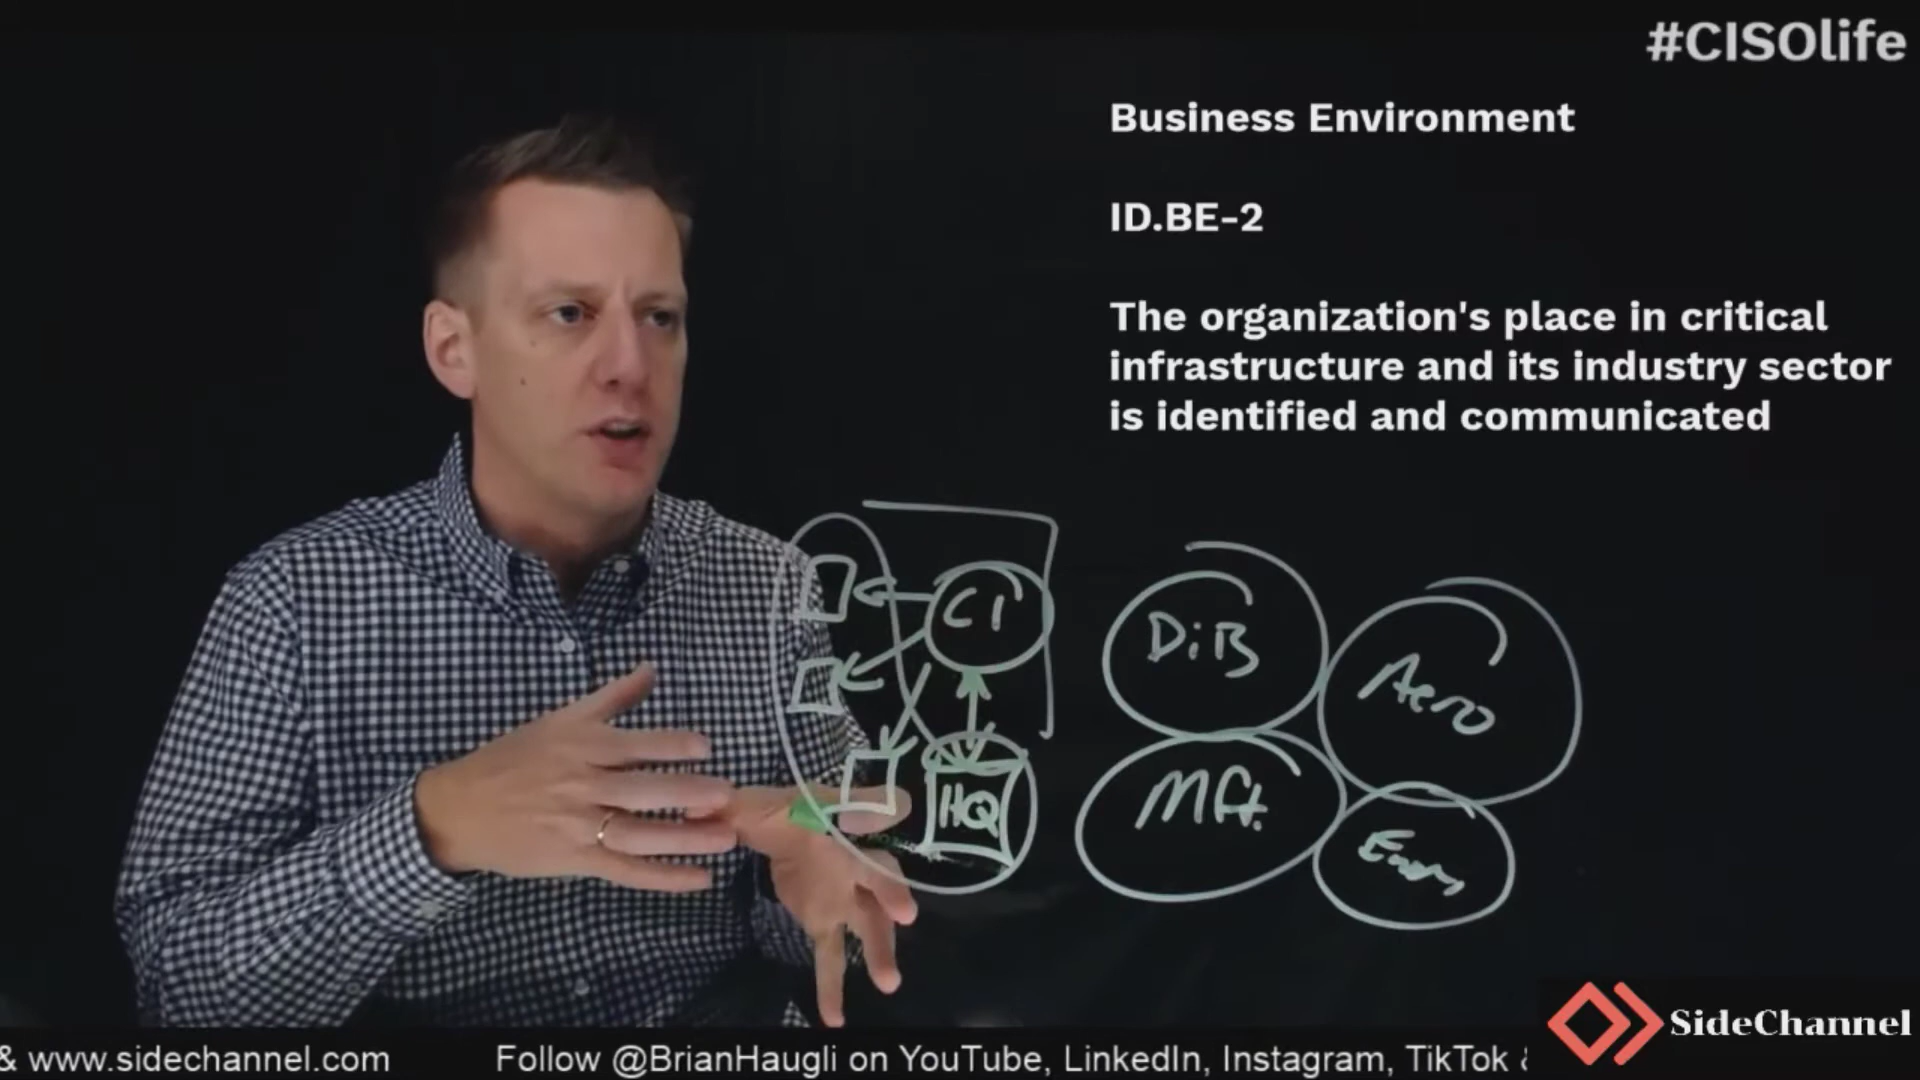 #CISOlife
Business Environment
ID.BE-2
The organization's place in critical
infrastructure and its industry sector
is identified and communicated
CI
DiB
Aero
HQ
Mft.
SideChannel
& www.sidechannel.com Follow @BrianHaugli on YouTube, LinkedIn, Instagram, TikTok &